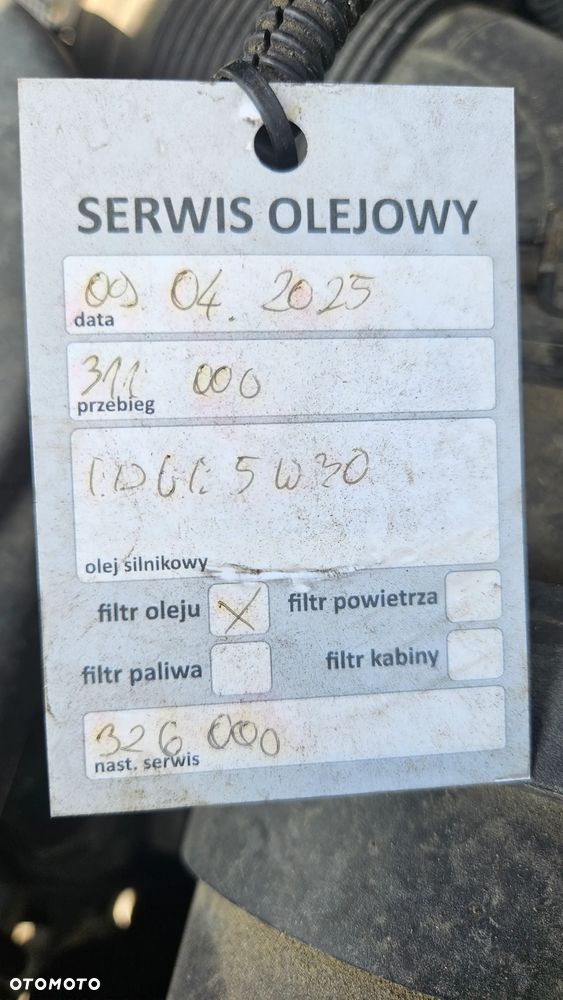 SERWIS OLEJOWY
09.04.2025
data
311 000
przebieg
5W30
olej silnikowy
filtr oleju X filtr powietrza
filtr paliwa filtr kabiny
326 000
nast. serwis
OTOMOTO